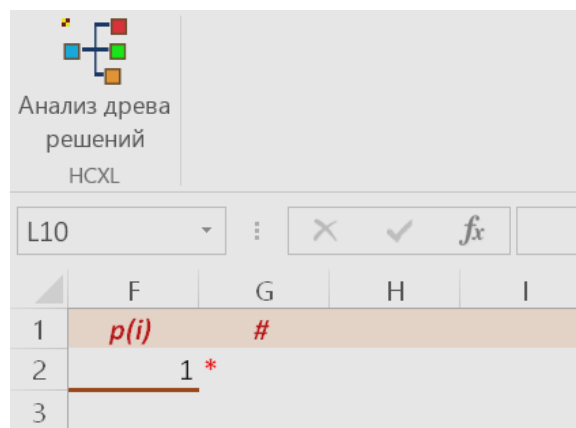 Анализ древа
решений
HCXL
L10 fx
F G H I
1 p(i) #
2 1 *
3